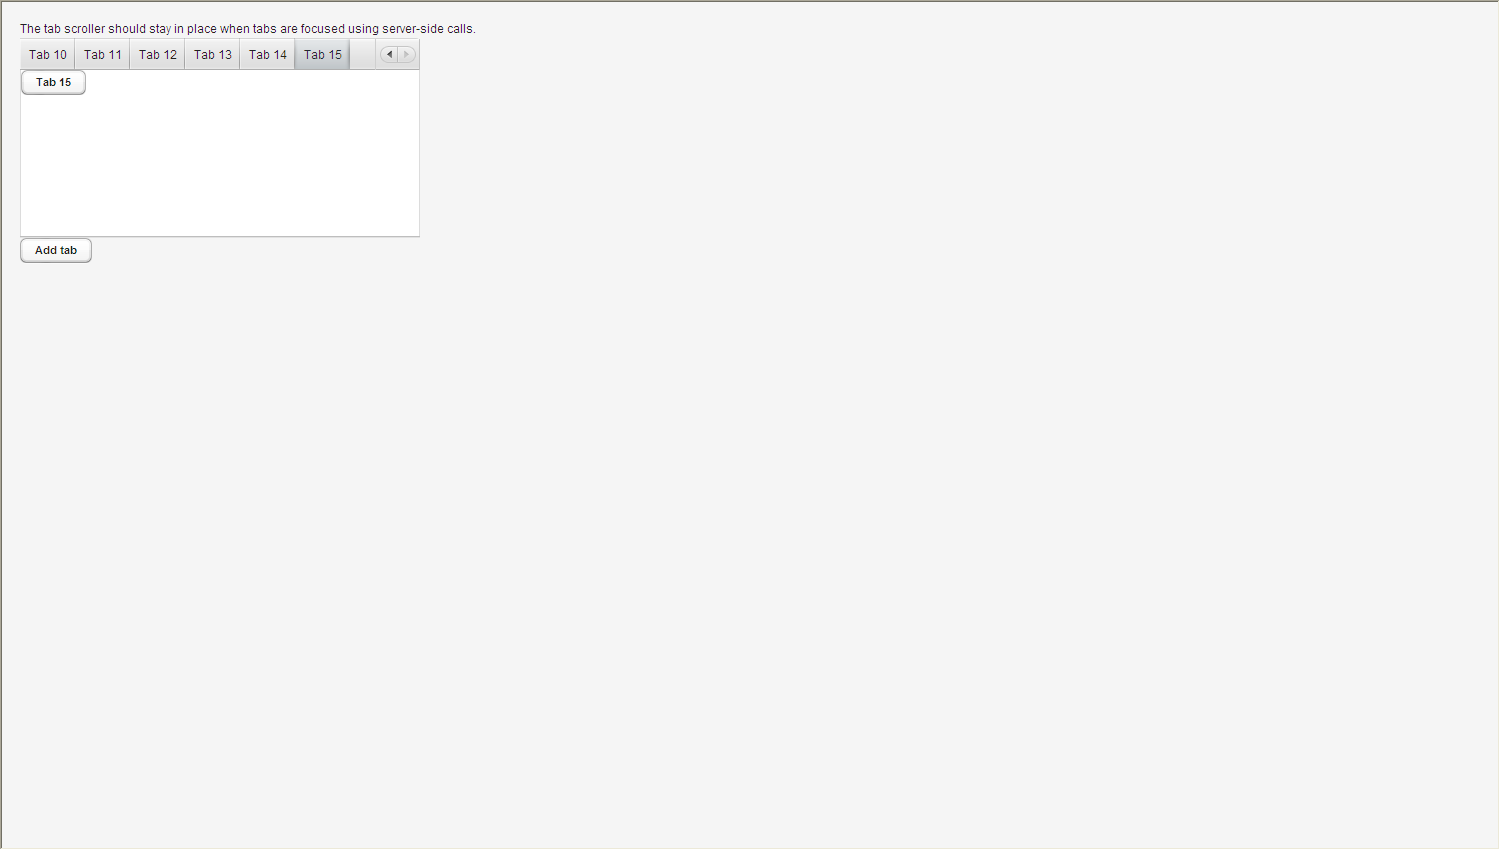 The tab scroller should stay in place when tabs are focused using server-side calls.
Tab 10 Tab 11 Tab 12 Tab 13 Tab 14 Tab 15
Tab 15
Add tab